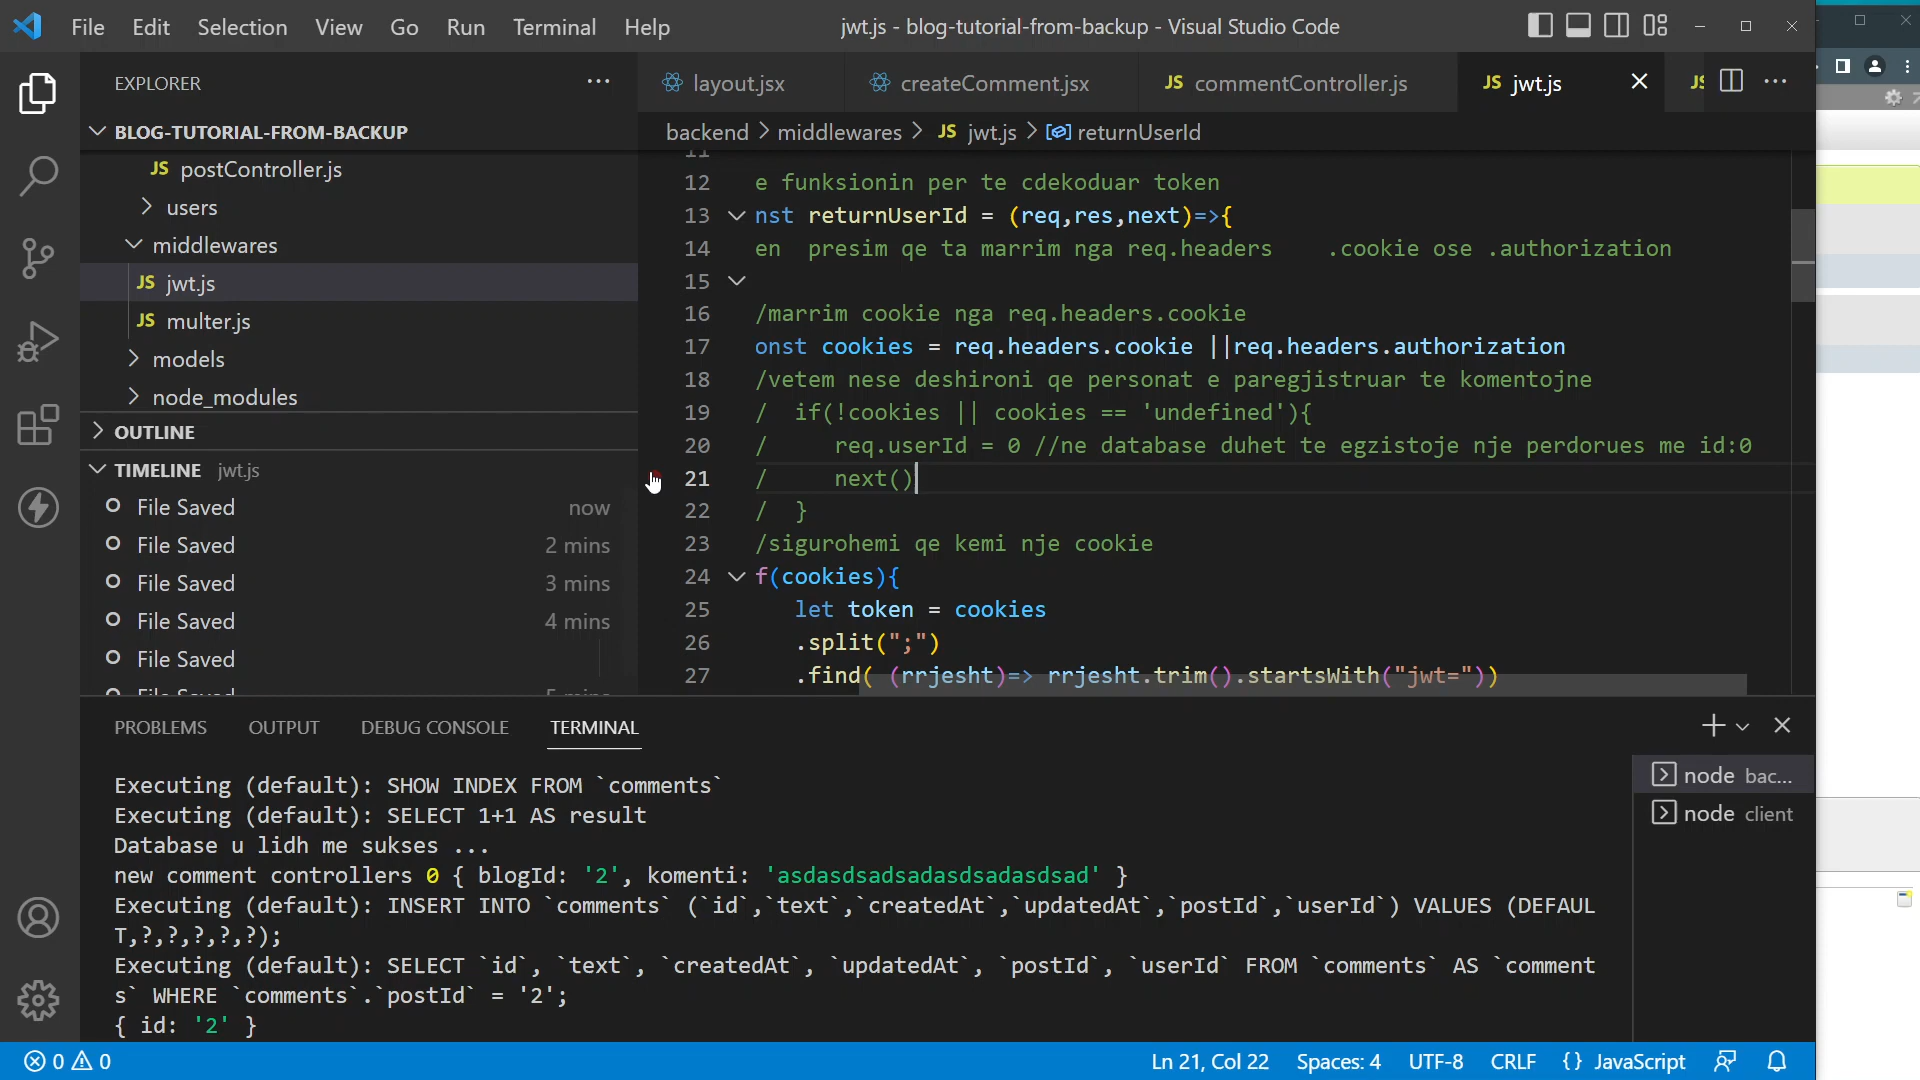 File Edit Selection View Go Run Terminal Help
jwt.js - blog-tutorial-from-backup - Visual Studio Code
EXPLORER
BLOG-TUTORIAL-FROM-BACKUP
JS postController.js
users
middlewares
JS jwt.js
JS multer.js
models
node_modules
OUTLINE
TIMELINE jwt.js
File Saved now
File Saved 2 mins
File Saved 3 mins
File Saved 4 mins
File Saved
layout.jsx createComment.jsx JS commentController.js JS jwt.js
backend > middlewares > JS jwt.js > returnUserId
11
12 e funksionin per te cdekoduar token
13 nst returnUserId = (req,res,next)=>{
14 en presim qe ta marrim nga req.headers .cookie ose .authorization
15
16 /marrim cookie nga req.headers.cookie
17 onst cookies = req.headers.cookie ||req.headers.authorization
18 /vetem nese deshironi qe personat e paregjistruar te komentojne
19 / if(!cookies || cookies == 'undefined'){
20 / req.userId = 0 //ne database duhet te egzistoje nje perdorues me id:0
21 / next()
22 / }
23 /sigurohemi qe kemi nje cookie
24 f(cookies){
25 let token = cookies
26 .split(";")
27 .find( (rrjesht)=> rrjesht.trim().startsWith("jwt="))
PROBLEMS OUTPUT DEBUG CONSOLE TERMINAL
Executing (default): SHOW INDEX FROM `comments`
Executing (default): SELECT 1+1 AS result
Database u lidh me sukses ...
new comment controllers 0 { blogId: '2', komenti: 'asdasdsadsadasdsadasdsad' }
Executing (default): INSERT INTO `comments` (`id`,`text`,`createdAt`,`updatedAt`,`postId`,`userId`) VALUES (DEFAUL
T,?,?,?,?,?);
Executing (default): SELECT `id`, `text`, `createdAt`, `updatedAt`, `postId`, `userId` FROM `comments` AS `comment
s` WHERE `comments`.`postId` = '2';
{ id: '2' }
node bac...
node client
0 0
Ln 21, Col 22 Spaces: 4 UTF-8 CRLF {} JavaScript